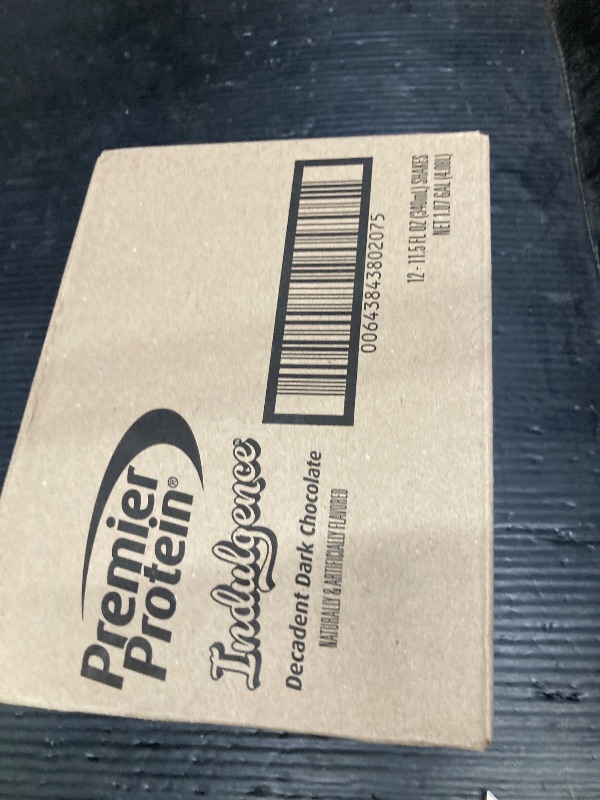 Premier
Protein®
Indulgence®
Decadent Dark Chocolate
NATURALLY & ARTIFICIALLY FLAVORED
00643843802075
12 - 11.5 FL OZ (340mL) SHAKES
NET 1.07 GAL (4.08L)